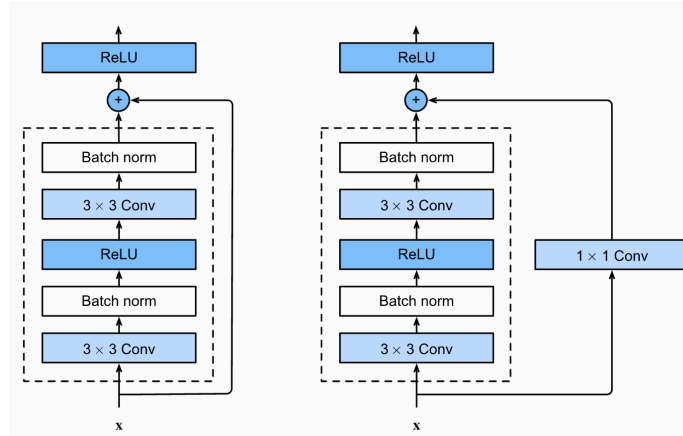 ReLU
+
Batch norm
3 × 3 Conv
ReLU
Batch norm
3 × 3 Conv
x
ReLU
+
Batch norm
3 × 3 Conv
ReLU
Batch norm
3 × 3 Conv
x
1 × 1 Conv